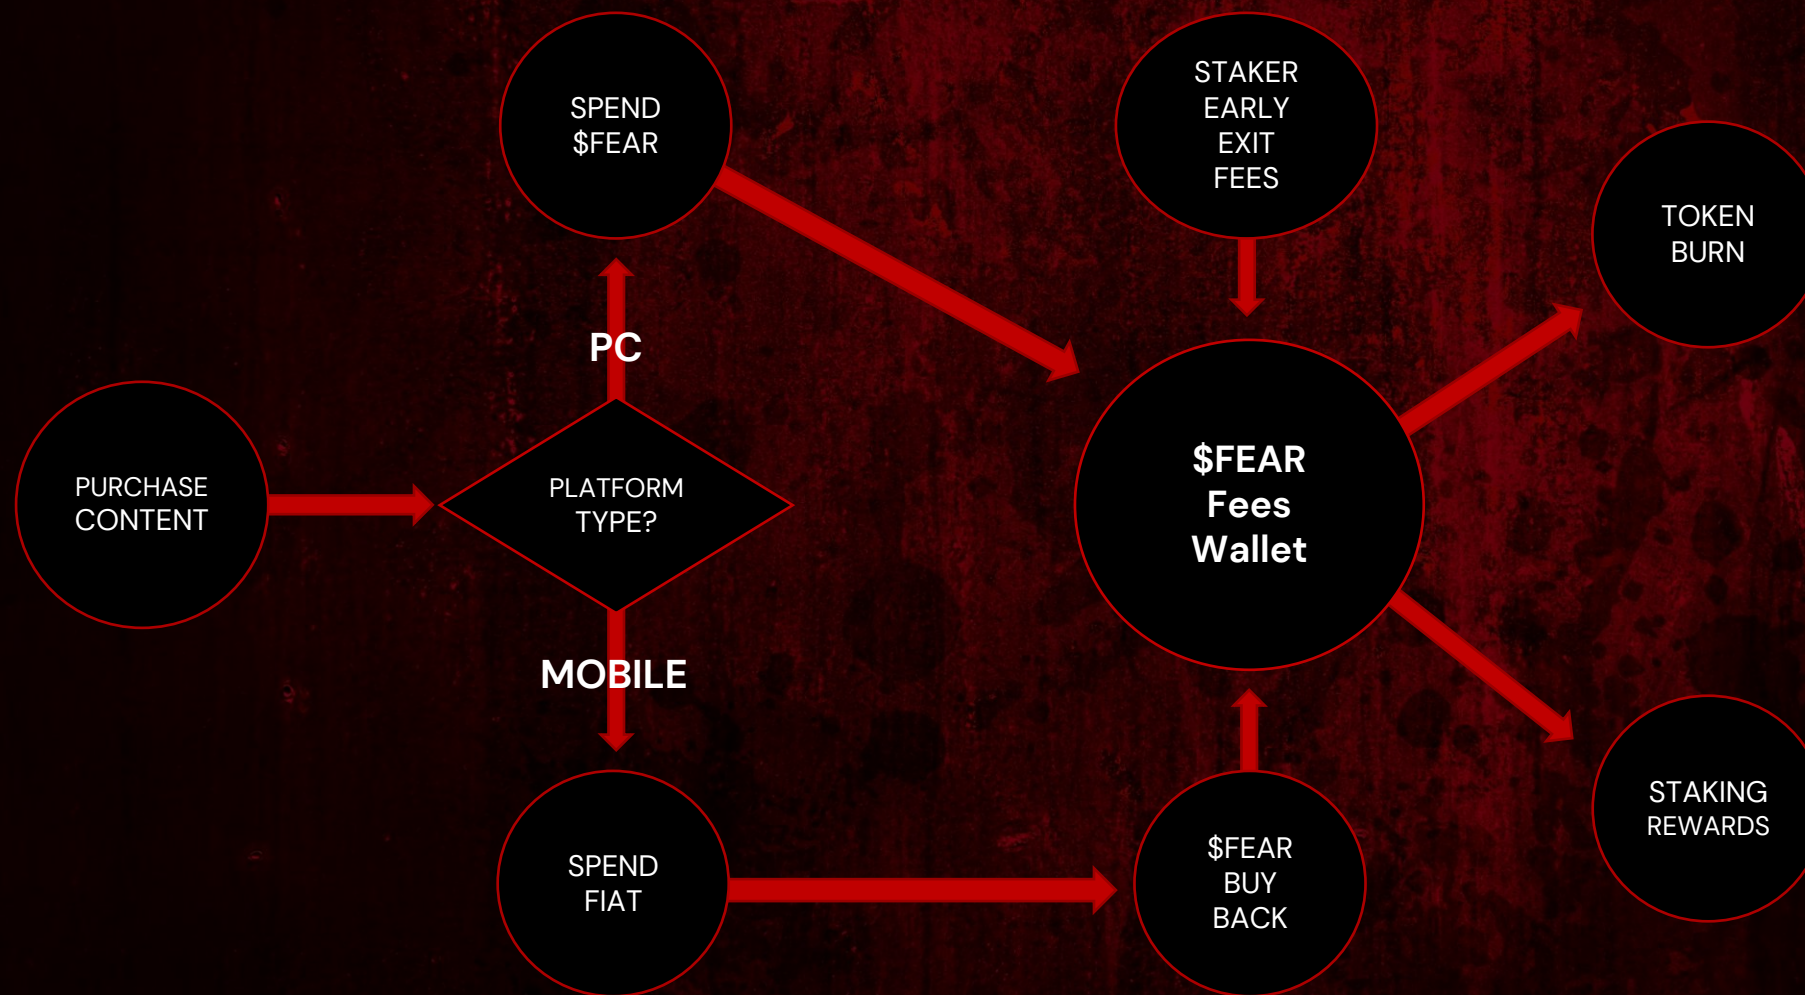 PURCHASE
CONTENT
PLATFORM
TYPE?
PC
SPEND
$FEAR
MOBILE
SPEND
FIAT
STAKER
EARLY
EXIT
FEES
$FEAR
Fees
Wallet
$FEAR
BUY
BACK
TOKEN
BURN
STAKING
REWARDS